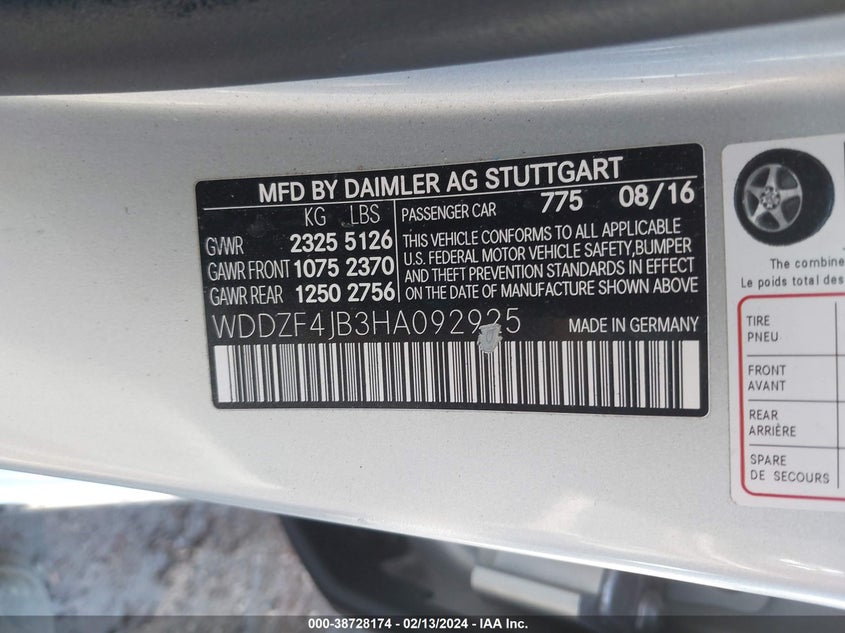 MFD BY DAIMLER AG STUTTGART
KG LBS
GVWR 2325 5126
GAWR FRONT 1075 2370
GAWR REAR 1250 2756
PASSENGER CAR 775 08/16
THIS VEHICLE CONFORMS TO ALL APPLICABLE
U.S. FEDERAL MOTOR VEHICLE SAFETY, BUMPER
AND THEFT PREVENTION STANDARDS IN EFFECT
ON THE DATE OF MANUFACTURE SHOWN ABOVE
MADE IN GERMANY
The combine
Le poids total des
TIRE
PNEU
FRONT
AVANT
REAR
ARRIÈRE
SPARE
DE SECOURS
000-38728174 - 02/13/2024 - IAA Inc.